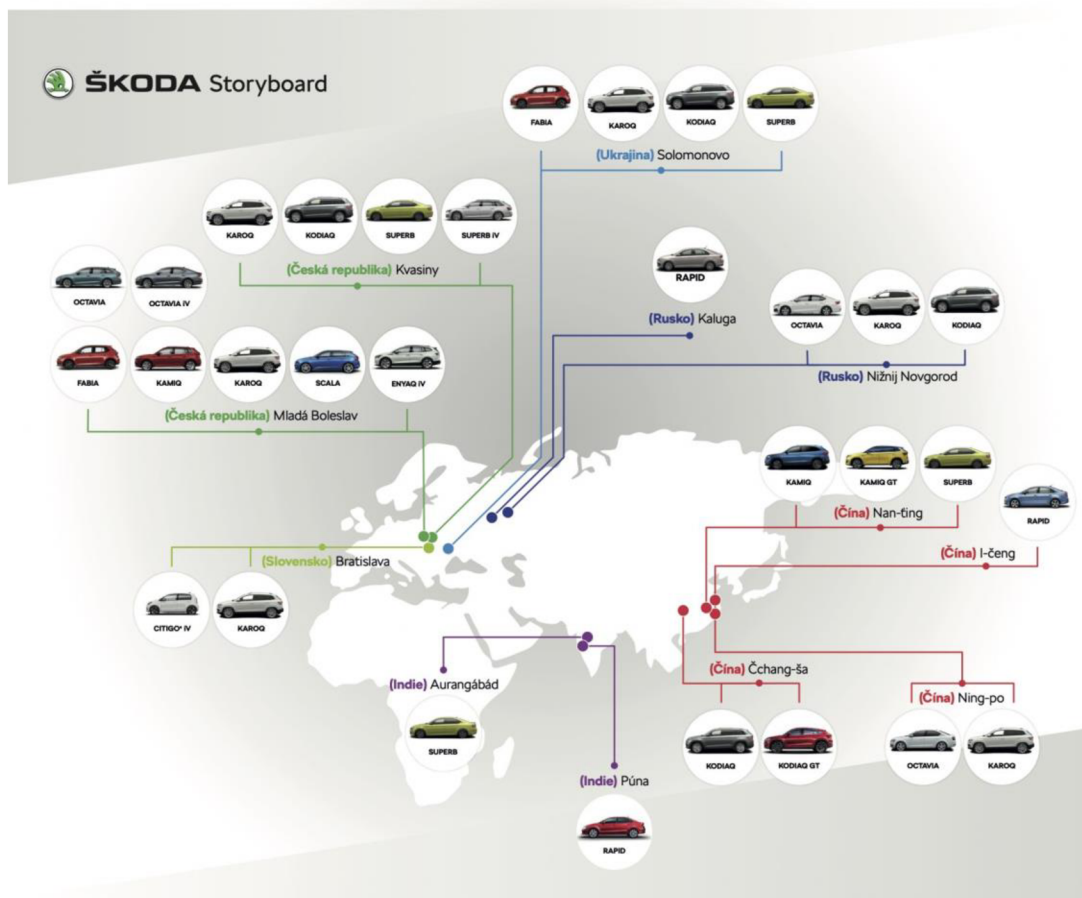 ŠKODA Storyboard
FABIA
KAROQ
KODIAQ
SUPERB
(Ukrajina) Solomonovo
KAROQ
KODIAQ
SUPERB
SUPERB iV
(Česká republika) Kvasiny
OCTAVIA
OCTAVIA iV
FABIA
KAMIQ
KAROQ
SCALA
ENYAQ iV
(Česká republika) Mladá Boleslav
RAPID
(Rusko) Kaluga
OCTAVIA
KAROQ
KODIAQ
(Rusko) Nižnij Novgorod
KAMIQ
KAMIQ GT
SUPERB
(Čína) Nan-ťing
RAPID
(Čína) I-čeng
(Slovensko) Bratislava
CITIGOᵉ iV
KAROQ
(Indie) Aurangábád
SUPERB
(Indie) Púna
RAPID
(Čína) Čchang-ša
KODIAQ
KODIAQ GT
(Čína) Ning-po
OCTAVIA
KAROQ